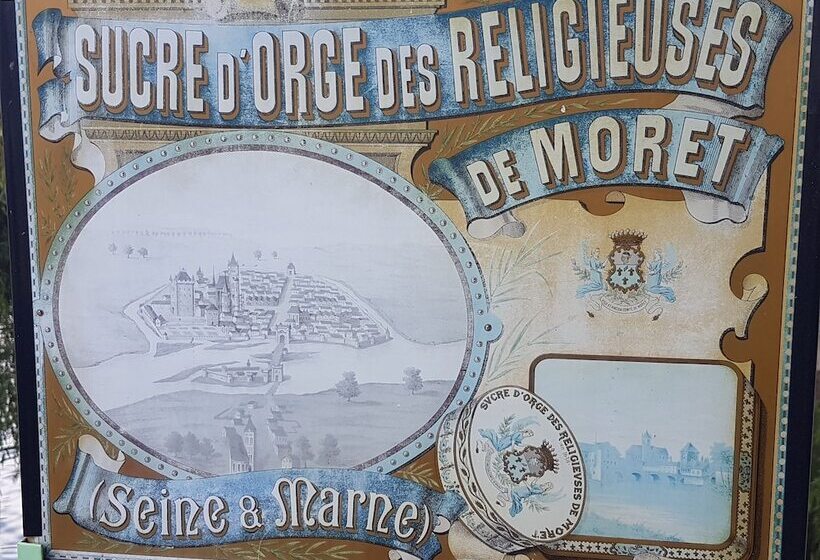 SUCRE D'ORGE DES RELIGIEUSES
DE MORET
SUCRE D'ORGE DES RELIGIEUSES DE MORET
(Seine & Marne)